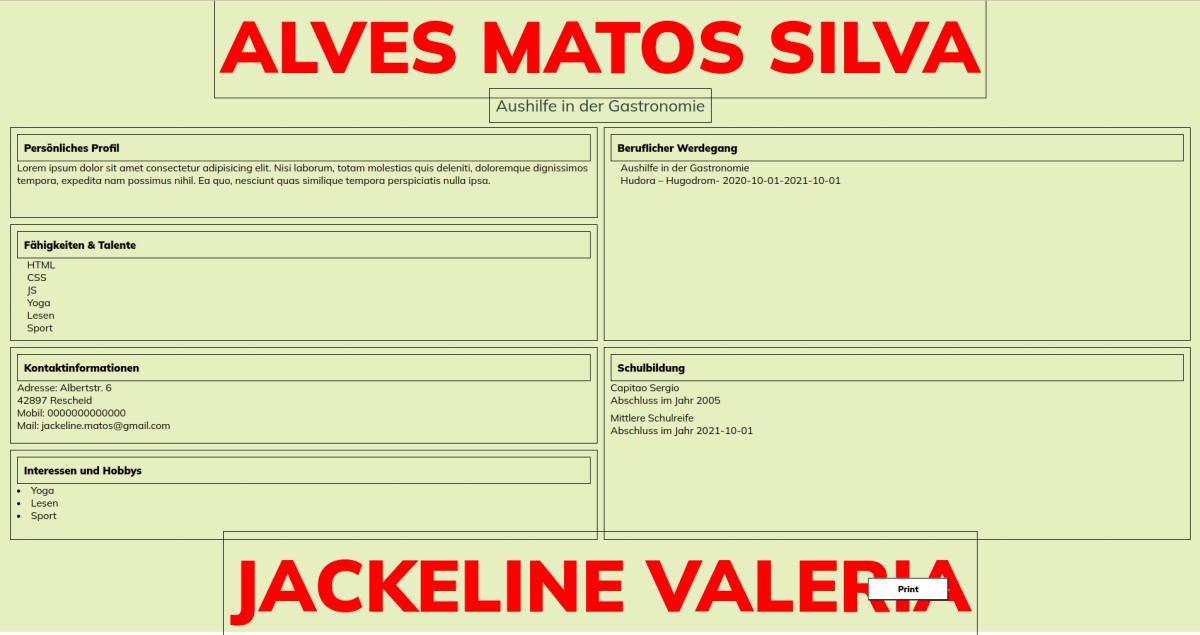 ALVES MATOS SILVA
Aushilfe in der Gastronomie
Persönliches Profil
Lorem ipsum dolor sit amet consectetur adipisicing elit. Nisi laborum, totam molestias quis deleniti, doloremque dignissimos
tempora, expedita nam possimus nihil. Ea quo, nesciunt quas similique tempora perspiciatis nulla ipsa.
Fähigkeiten & Talente
HTML
CSS
JS
Yoga
Lesen
Sport
Kontaktinformationen
Adresse: Albertstr. 6
42897 Rescheid
Mobil: 0000000000000
Mail: jackeline.matos@gmail.com
Interessen und Hobbys
• Yoga
• Lesen
• Sport
Beruflicher Werdegang
Aushilfe in der Gastronomie
Hudora – Hugodrom- 2020-10-01-2021-10-01
Schulbildung
Capitao Sergio
Abschluss im Jahr 2005
Mittlere Schulreife
Abschluss im Jahr 2021-10-01
JACKELINE VALERIA
Print